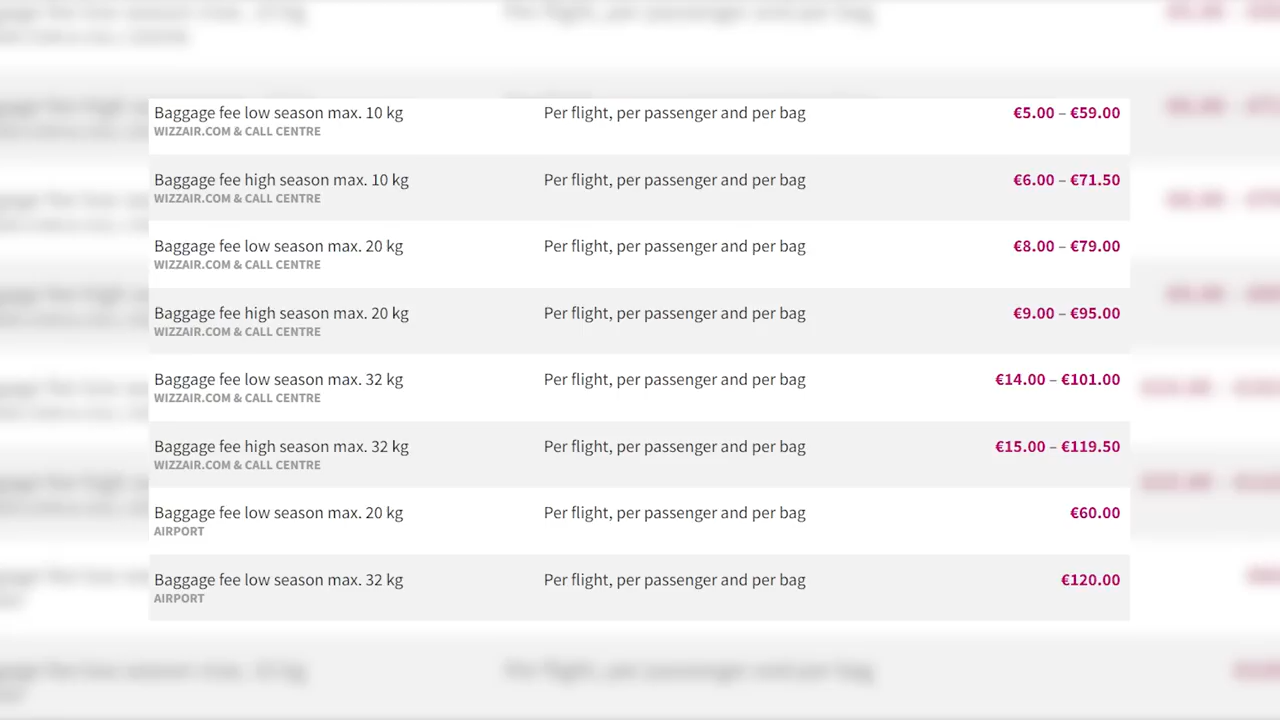 Baggage fee low season max. 10 kg Per flight, per passenger and per bag €5.00 – €59.00
WIZZAIR.COM & CALL CENTRE
Baggage fee high season max. 10 kg Per flight, per passenger and per bag €6.00 – €71.50
WIZZAIR.COM & CALL CENTRE
Baggage fee low season max. 20 kg Per flight, per passenger and per bag €8.00 – €79.00
WIZZAIR.COM & CALL CENTRE
Baggage fee high season max. 20 kg Per flight, per passenger and per bag €9.00 – €95.00
WIZZAIR.COM & CALL CENTRE
Baggage fee low season max. 32 kg Per flight, per passenger and per bag €14.00 – €101.00
WIZZAIR.COM & CALL CENTRE
Baggage fee high season max. 32 kg Per flight, per passenger and per bag €15.00 – €119.50
WIZZAIR.COM & CALL CENTRE
Baggage fee low season max. 20 kg Per flight, per passenger and per bag €60.00
AIRPORT
Baggage fee low season max. 32 kg Per flight, per passenger and per bag €120.00
AIRPORT